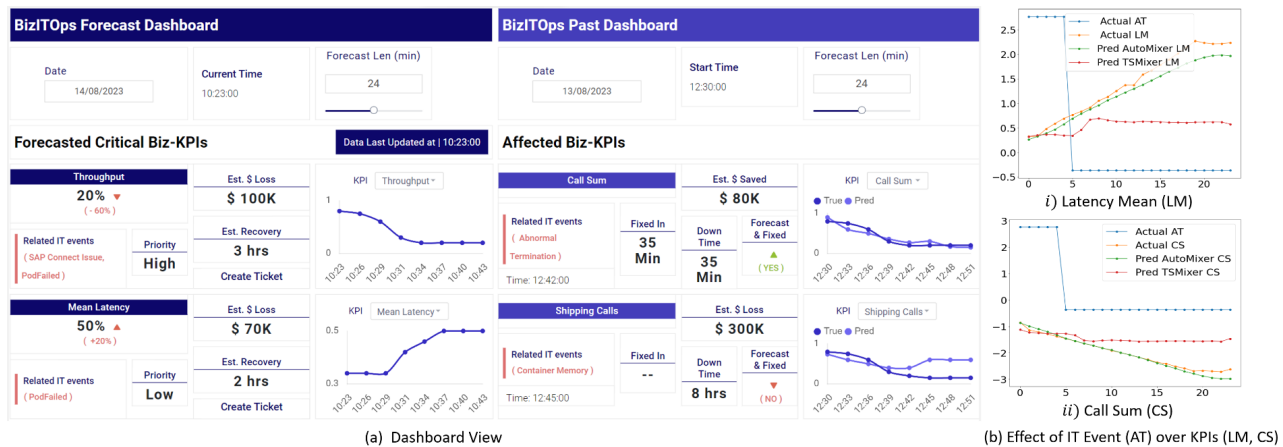 BizITOps Forecast Dashboard
Date
14/08/2023
Current Time
10:23:00
Forecast Len (min)
24
Forecasted Critical Biz-KPIs
Data Last Updated at | 10:23:00
Throughput
20%
( - 60%)
Related IT events
( SAP Connect Issue,
PodFailed )
Priority
High
Est. $ Loss
$ 100K
Est. Recovery
3 hrs
Create Ticket
KPI
Throughput
1
0
10:23
10:26
10:29
10:31
10:34
10:37
10:40
10:43
Mean Latency
50%
( +20%)
Related IT events
( PodFailed )
Priority
Low
Est. $ Loss
$ 70K
Est. Recovery
2 hrs
Create Ticket
KPI
Mean Latency
0.5
0.3
10:23
10:26
10:29
10:31
10:34
10:37
10:40
10:43
BizITOps Past Dashboard
Date
13/08/2023
Start Time
12:30:00
Forecast Len (min)
24
Affected Biz-KPIs
Call Sum
Related IT events
( Abnormal
Termination )
Time: 12:42:00
Fixed In
35
Min
Est. $ Saved
$ 80K
Down
Time
35
Min
Forecast
& Fixed
( YES )
KPI
Call Sum
True
Pred
1
0
12:30
12:33
12:36
12:39
12:42
12:45
12:48
12:51
Shipping Calls
Related IT events
( Container Memory )
Time: 12:45:00
Fixed In
--
Est. $ Loss
$ 300K
Down
Time
8 hrs
Forecast
& Fixed
( NO )
KPI
Shipping Calls
True
Pred
1
0
12:30
12:33
12:36
12:39
12:42
12:45
12:48
12:51
(a) Dashboard View
Actual AT
Actual LM
Pred AutoMixer LM
Pred TSMixer LM
3.0
2.5
2.0
1.5
1.0
0.5
0.0
−0.5
0
5
10
15
20
i) Latency Mean (LM)
Actual AT
Actual CS
Pred AutoMixer CS
Pred TSMixer CS
3
2
1
0
−1
−2
−3
0
5
10
15
20
ii) Call Sum (CS)
(b) Effect of IT Event (AT) over KPIs (LM, CS)